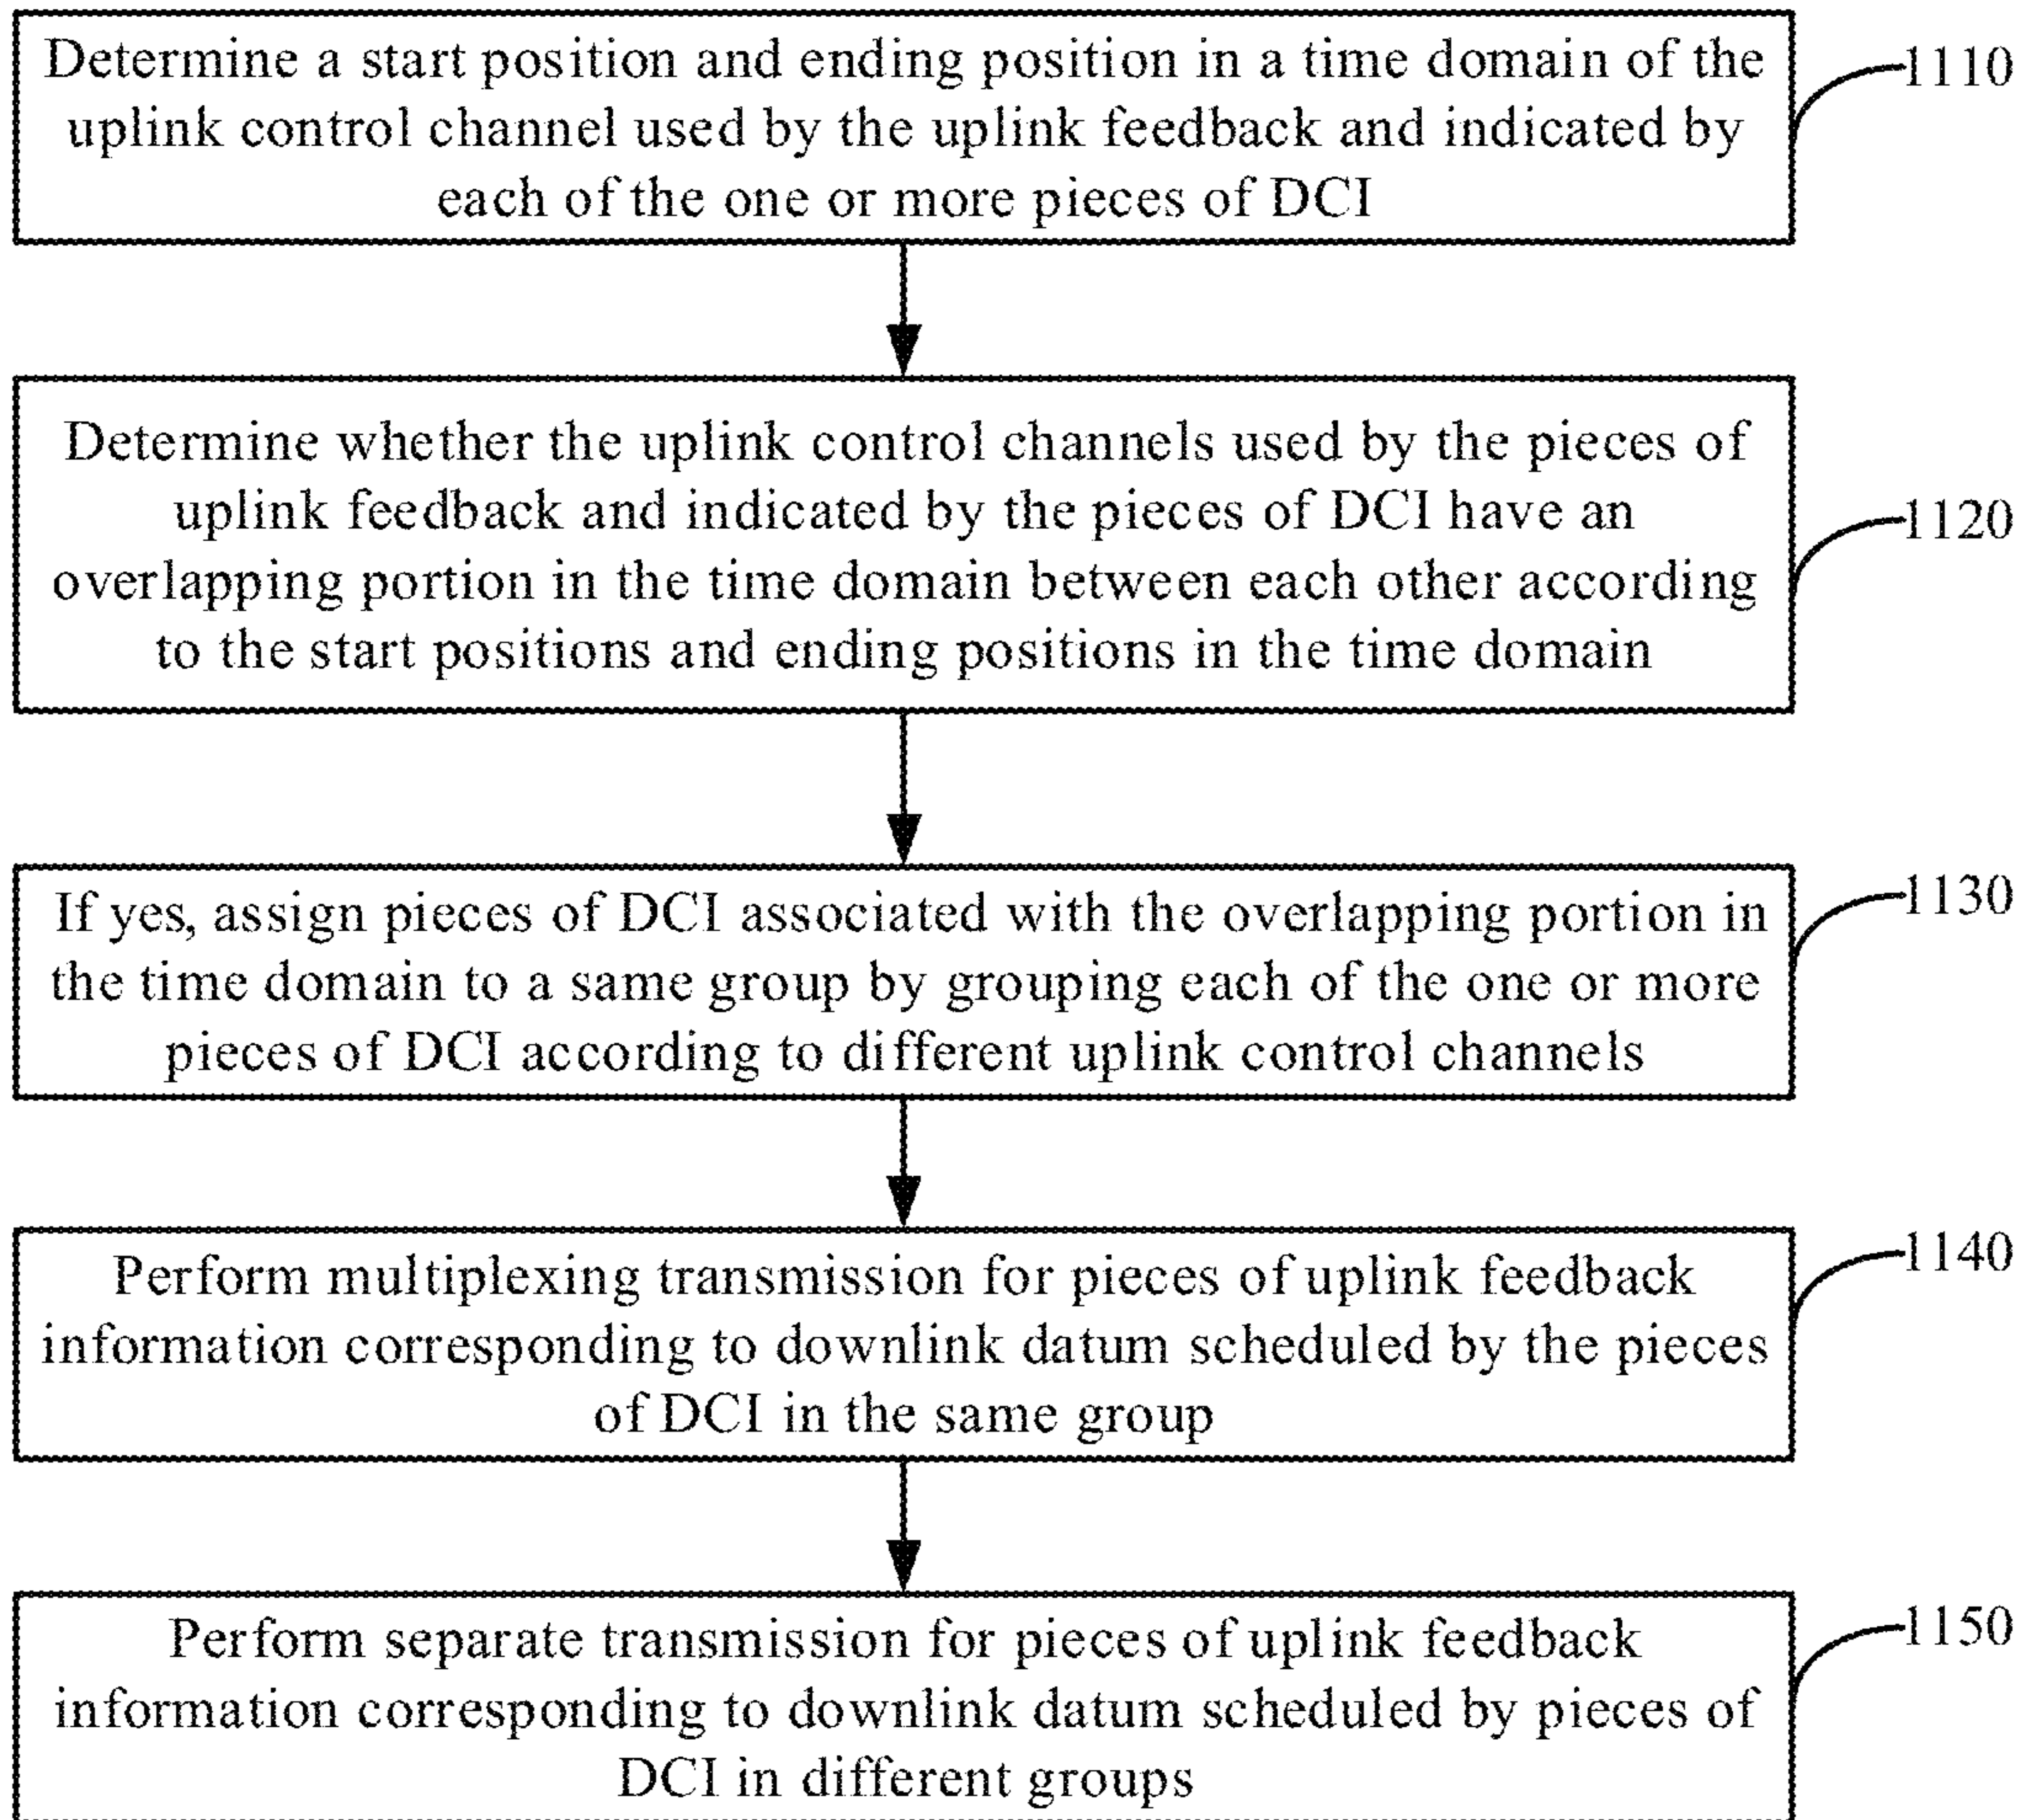 Determine a start position and ending position in a time domain of the
uplink control channel used by the uplink feedback and indicated by
each of the one or more pieces of DCI
1110
Determine whether the uplink control channels used by the pieces of
uplink feedback and indicated by the pieces of DCI have an
overlapping portion in the time domain between each other according
to the start positions and ending positions in the time domain
1120
If yes, assign pieces of DCI associated with the overlapping portion in
the time domain to a same group by grouping each of the one or more
pieces of DCI according to different uplink control channels
1130
Perform multiplexing transmission for pieces of uplink feedback
information corresponding to downlink datum scheduled by the pieces
of DCI in the same group
1140
Perform separate transmission for pieces of uplink feedback
information corresponding to downlink datum scheduled by pieces of
DCI in different groups
1150